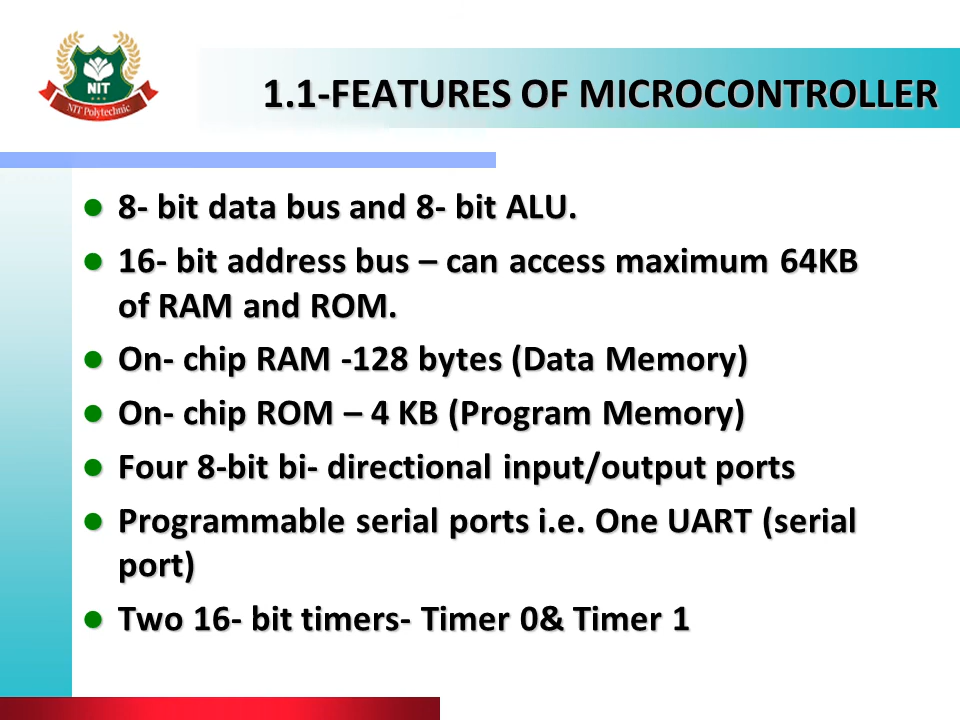 NIT
NIT Polytechnic
1.1-FEATURES OF MICROCONTROLLER
8- bit data bus and 8- bit ALU.
16- bit address bus – can access maximum 64KB
of RAM and ROM.
On- chip RAM -128 bytes (Data Memory)
On- chip ROM – 4 KB (Program Memory)
Four 8-bit bi- directional input/output ports
Programmable serial ports i.e. One UART (serial
port)
Two 16- bit timers- Timer 0& Timer 1